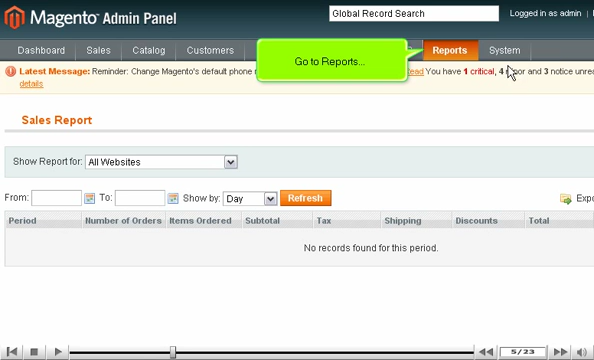 Magento Admin Panel
Global Record Search
Logged in as admin
Dashboard Sales Catalog Customers Reports System
Go to Reports...
Latest Message: Reminder: Change Magento's default phone You have 1 critical, 4 and 3 notice
details
Sales Report
Show Report for: All Websites
From: To: Show by: Day Refresh
Period Number of Orders Items Ordered Subtotal Tax Shipping Discounts Total
No records found for this period.
5/23